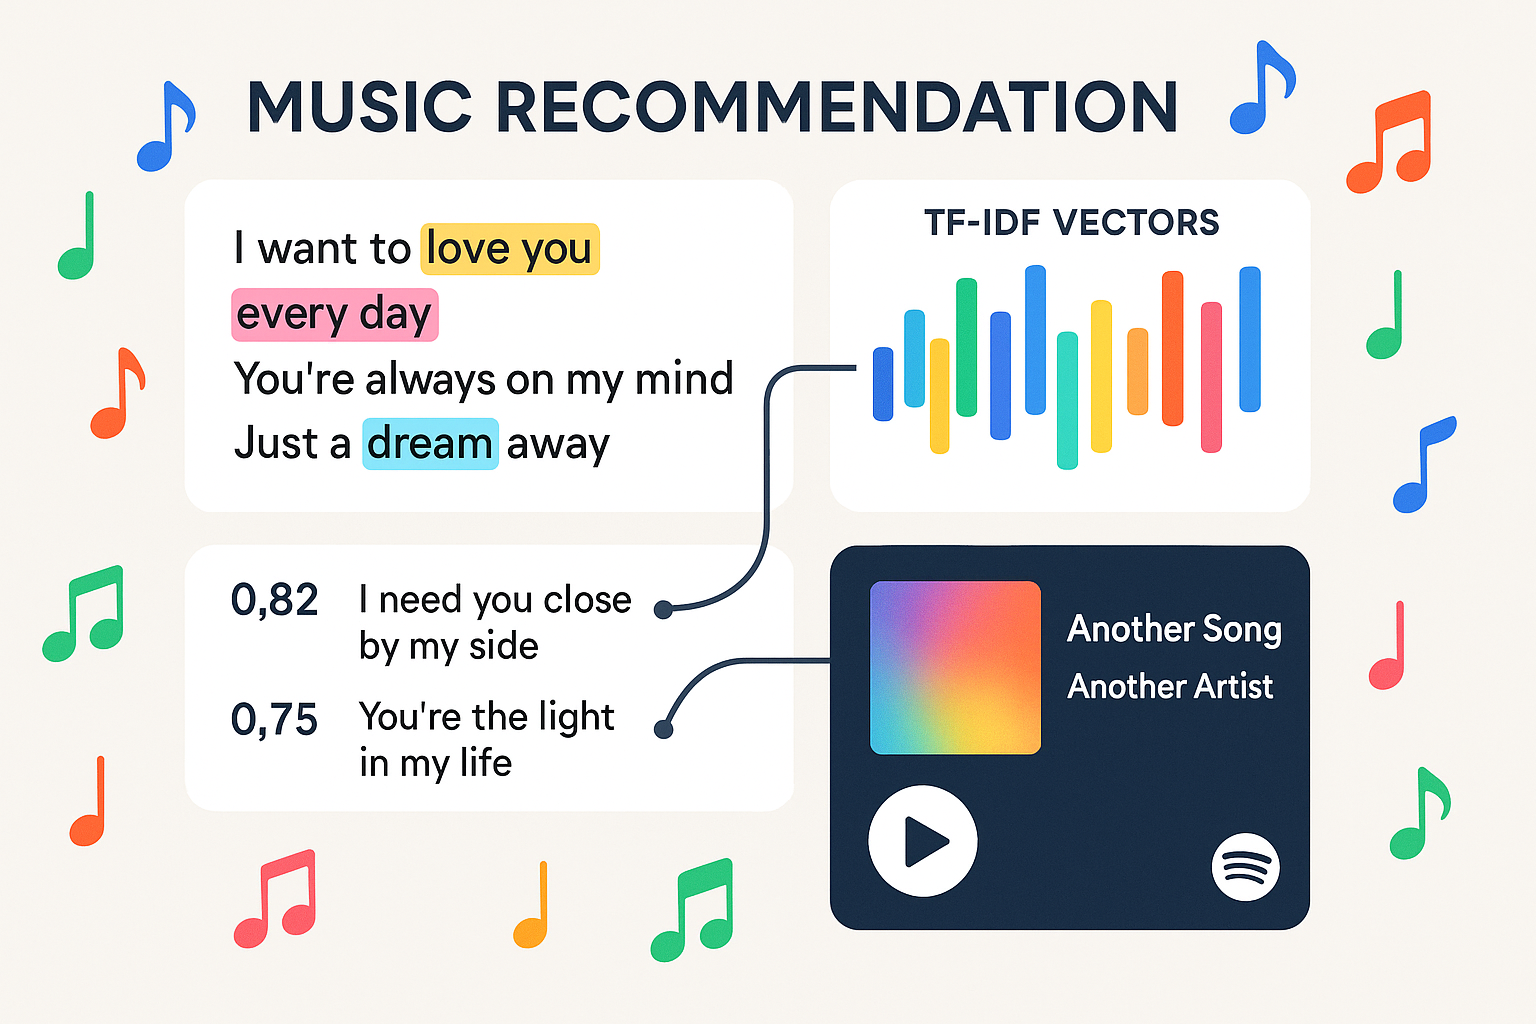 MUSIC RECOMMENDATION
I want to love you
every day
You're always on my mind
Just a dream away
TF-IDF VECTORS
0,82 I need you close
by my side
0,75 You're the light
in my life
Another Song
Another Artist